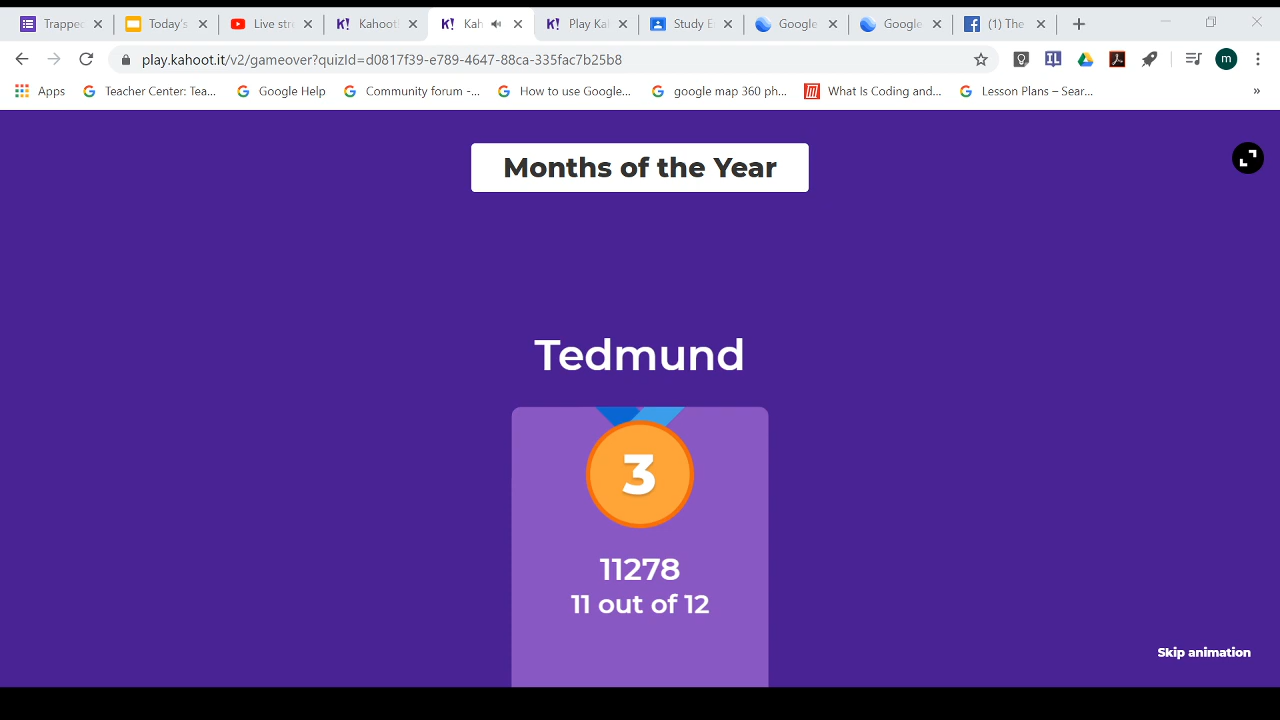 Trapped
Today's
Live stre
K! Kahoot!
K! Kah
K! Play Ka
Study E
Google
Google
(1) The
play.kahoot.it/v2/gameover?quizId=d0817f39-e789-4647-88ca-335fac7b25b8
IL
m
Apps
Teacher Center: Tea...
Google Help
Community forum -...
How to use Google...
google map 360 ph...
What Is Coding and...
Lesson Plans – Sear...
»
Months of the Year
Tedmund
3
11278
11 out of 12
Skip animation